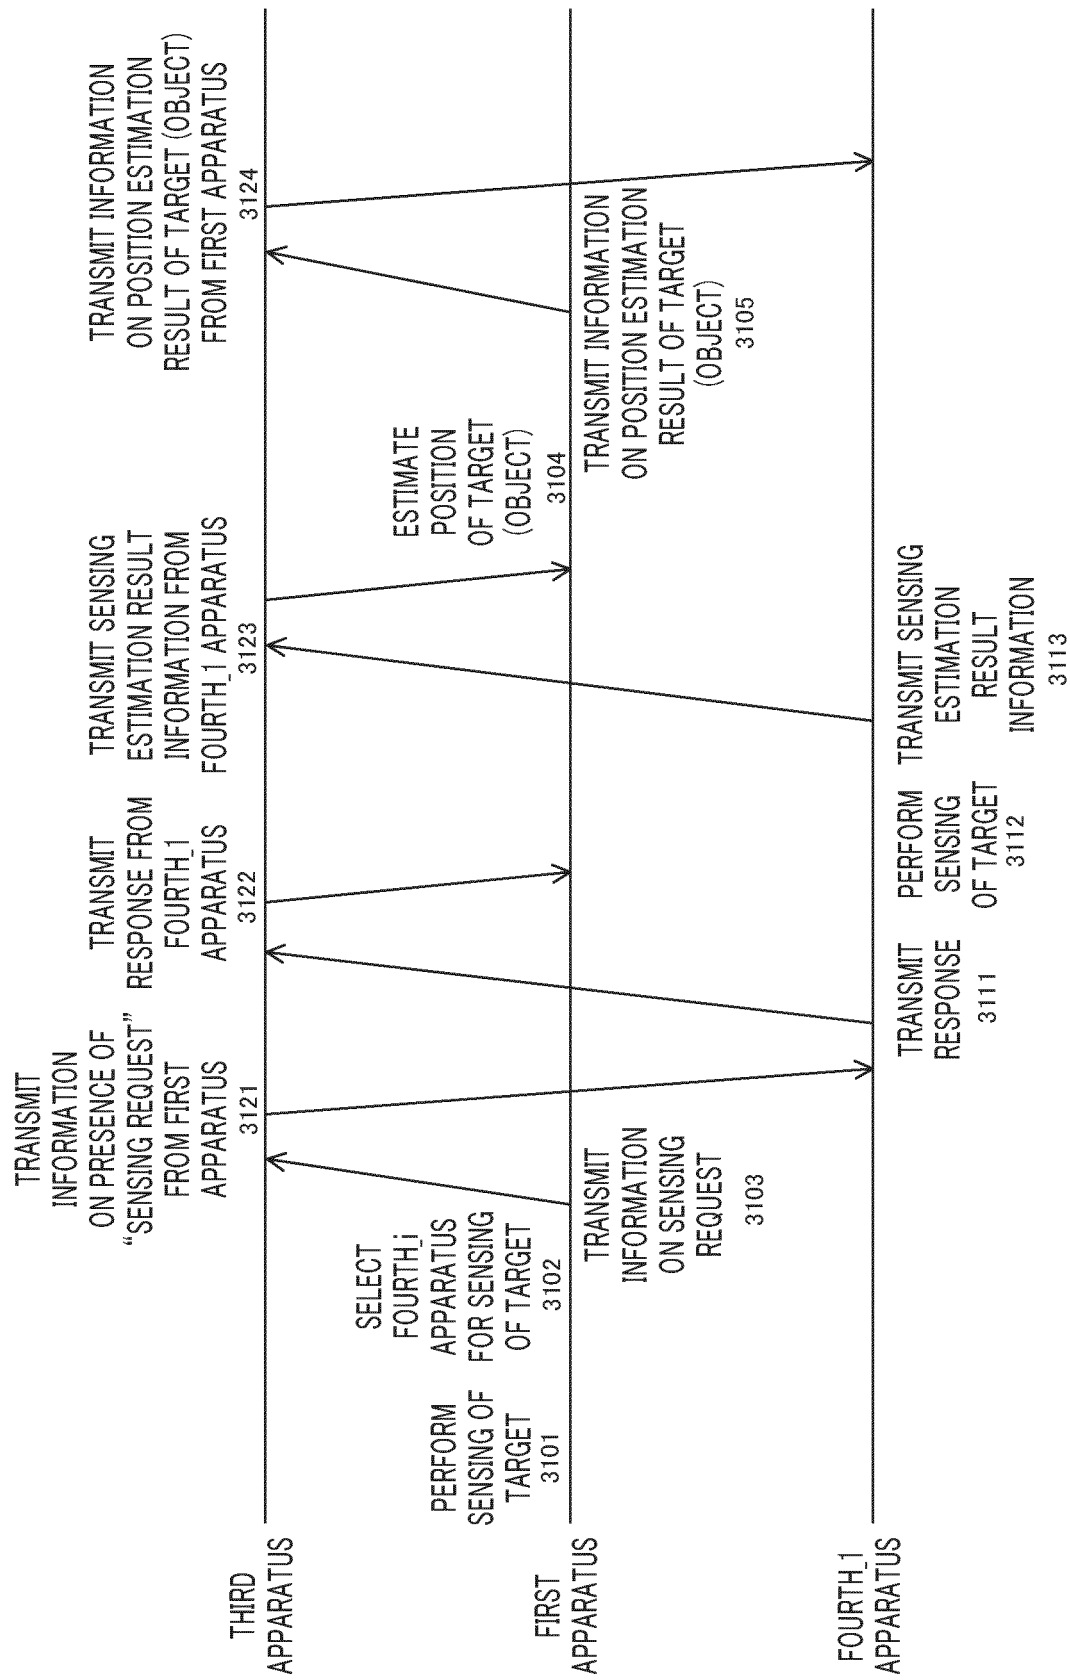 THIRD
APPARATUS
FIRST
APPARATUS
FOURTH_1
APPARATUS
PERFORM
SENSING OF
TARGET
3101
SELECT
FOURTH_i
APPARATUS
FOR SENSING
OF TARGET
3102
TRANSMIT
INFORMATION
ON SENSING
REQUEST
3103
TRANSMIT
INFORMATION
ON PRESENCE OF
“SENSING REQUEST”
FROM FIRST
APPARATUS
3121
TRANSMIT
RESPONSE
3111
TRANSMIT
RESPONSE FROM
FOURTH_1
APPARATUS
3122
PERFORM
SENSING
OF TARGET
3112
TRANSMIT SENSING
ESTIMATION
RESULT
INFORMATION
3113
TRANSMIT SENSING
ESTIMATION RESULT
INFORMATION FROM
FOURTH_1 APPARATUS
3123
ESTIMATE
POSITION
OF TARGET
(OBJECT)
3104
TRANSMIT INFORMATION
ON POSITION ESTIMATION
RESULT OF TARGET
(OBJECT)
3105
TRANSMIT INFORMATION
ON POSITION ESTIMATION
RESULT OF TARGET (OBJECT)
FROM FIRST APPARATUS
3124